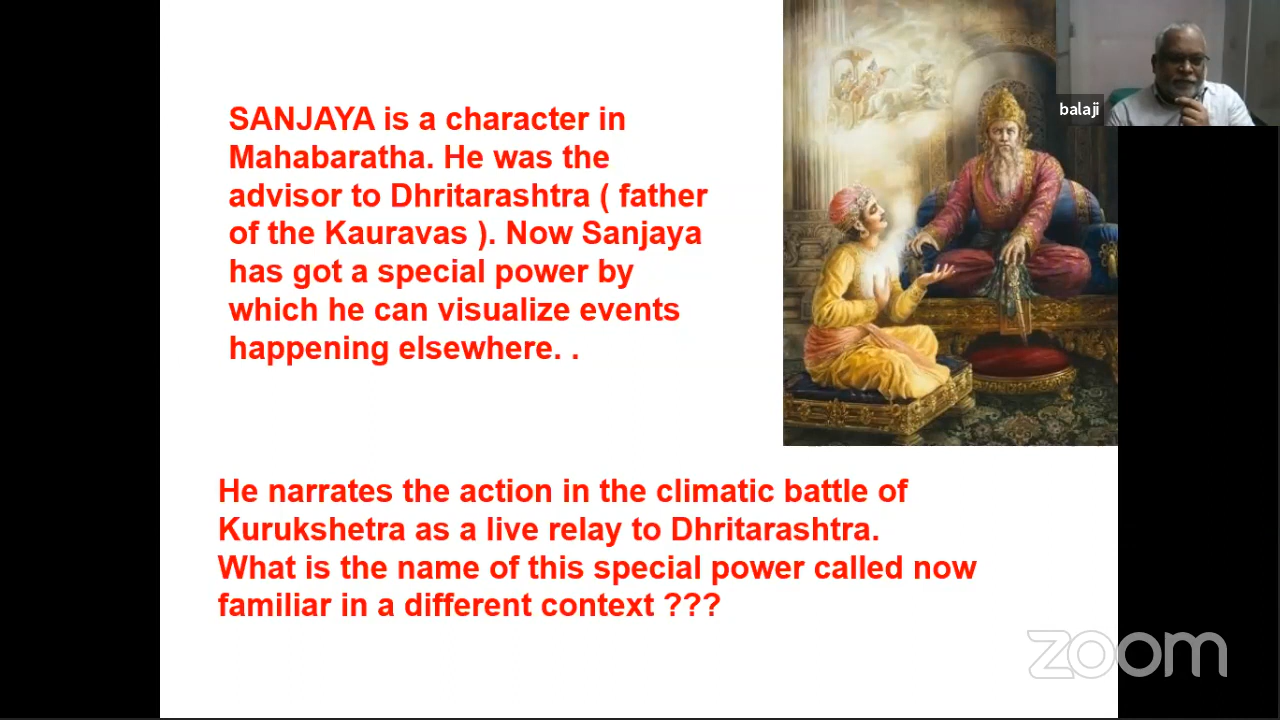 SANJAYA is a character in
Mahabaratha. He was the
advisor to Dhritarashtra ( father
of the Kauravas ). Now Sanjaya
has got a special power by
which he can visualize events
happening elsewhere. .
balaji
He narrates the action in the climatic battle of
Kurukshetra as a live relay to Dhritarashtra.
What is the name of this special power called now
familiar in a different context ???
zoom